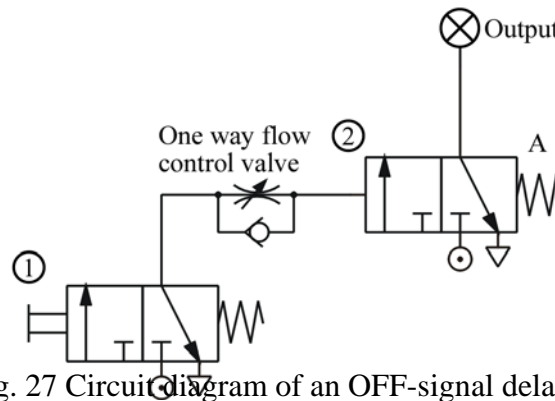 Output
One way flow
control valve
②
A
①
g. 27 Circuit diagram of an OFF-signal dela